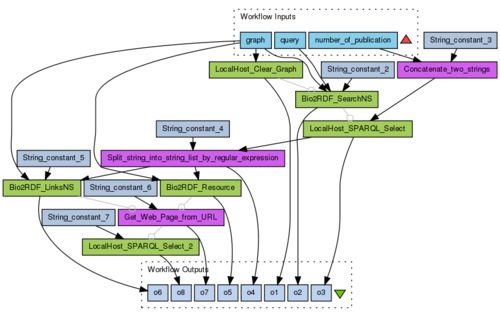 Workflow Inputs
graph
query
number_of_publication
String_constant_3
LocalHost_Clear_Graph
String_constant_2
Concatenate_two_strings
Bio2RDF_SearchNS
String_constant_4
LocalHost_SPARQL_Select
String_constant_5
Split_string_into_string_list_by_regular_expression
Bio2RDF_LinksNS
String_constant_6
Bio2RDF_Resource
String_constant_7
Get_Web_Page_from_URL
LocalHost_SPARQL_Select_2
Workflow Outputs
o6
o8
o7
o5
o4
o1
o2
o3